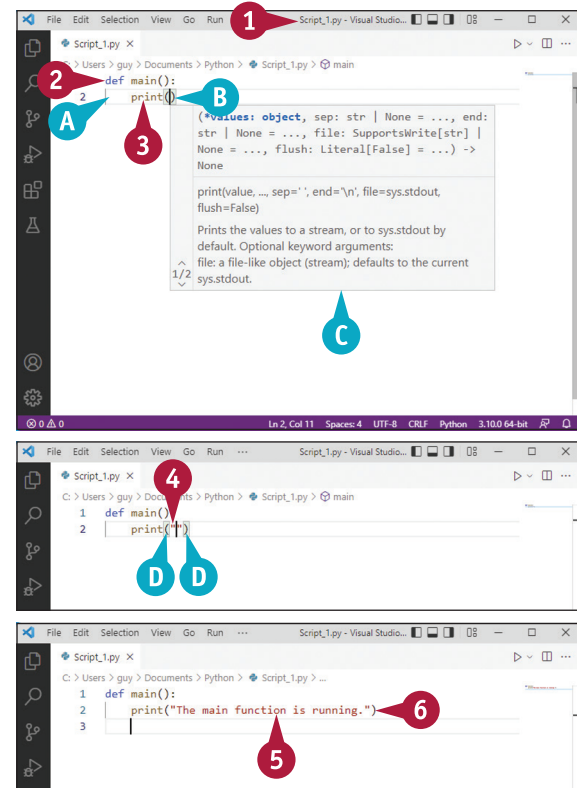 File Edit Selection View Go Run Script_1.py - Visual Studio...
1
Script_1.py
> Users > guy > Documents > Python > Script_1.py > main
2 def main():
A 2 print() B
3
(*values: object, sep: str | None = ..., end:
str | None = ..., file: SupportsWrite[str] |
None = ..., flush: Literal[False] = ...) ->
None
print(value, ..., sep=' ', end='\n', file=sys.stdout,
flush=False)
Prints the values to a stream, or to sys.stdout by
default. Optional keyword arguments:
file: a file-like object (stream); defaults to the current
1/2 sys.stdout.
C
0 0 Ln 2, Col 11 Spaces: 4 UTF-8 CRLF Python 3.10.0 64-bit
File Edit Selection View Go Run ... Script_1.py - Visual Studio...
Script_1.py
4
C: > Users > guy > Documents > Python > Script_1.py > main
1 def main()
2 print("")
D D
File Edit Selection View Go Run ... Script_1.py - Visual Studio...
Script_1.py
C: > Users > guy > Documents > Python > Script_1.py > ...
1 def main():
2 print("The main function is running.") 6
3
5